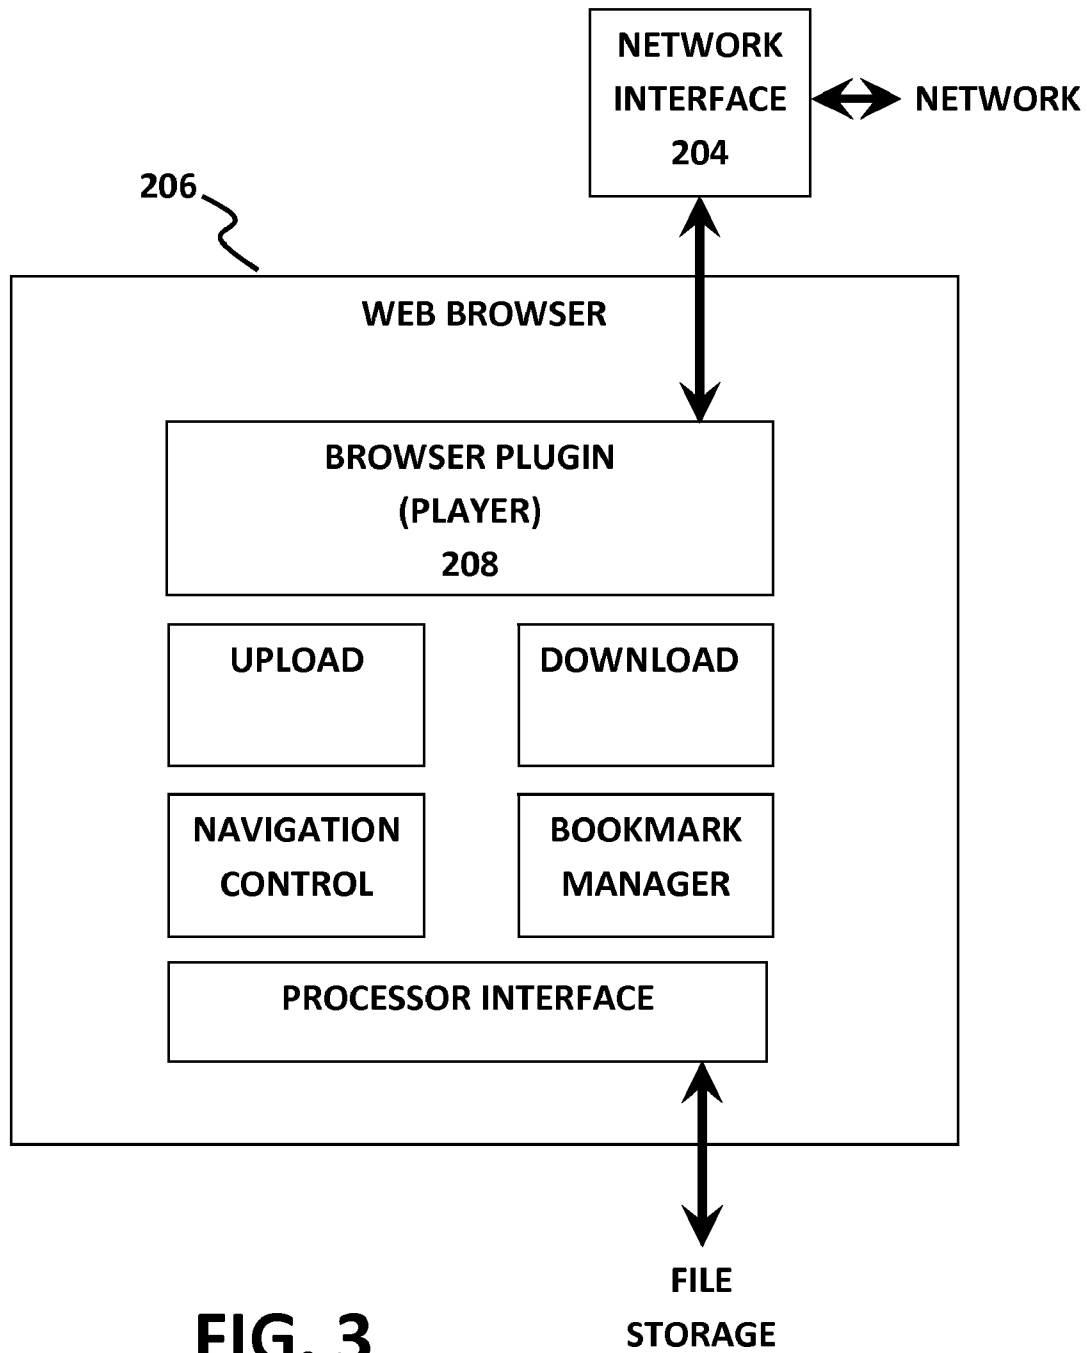 NETWORK
INTERFACE
204
NETWORK
206
WEB BROWSER
BROWSER PLUGIN
(PLAYER)
208
UPLOAD
DOWNLOAD
NAVIGATION
CONTROL
BOOKMARK
MANAGER
PROCESSOR INTERFACE
FILE
STORAGE
FIG. 3